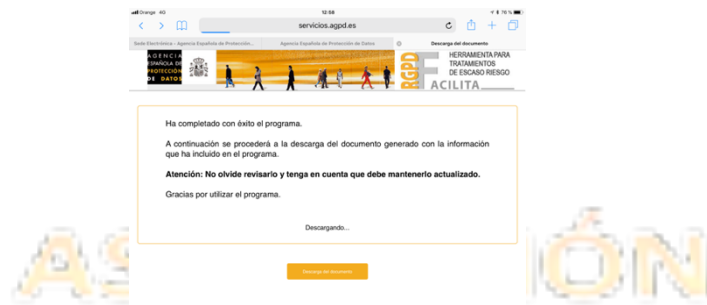 Orange 4G 12:58 76 %
servicios.agpd.es
Sede Electrónica - Agencia Española de Protección... Agencia Española de Protección de Datos Descarga del documento
AGENCIA
ESPAÑOLA DE
PROTECCIÓN
DE DATOS
RGPD
HERRAMIENTA PARA
TRATAMIENTOS
DE ESCASO RIESGO
FACILITA
Ha completado con éxito el programa.
A continuación se procederá a la descarga del documento generado con la información
que ha incluido en el programa.
Atención: No olvide revisarlo y tenga en cuenta que debe mantenerlo actualizado.
Gracias por utilizar el programa.
Descargando...
Descarga del documento